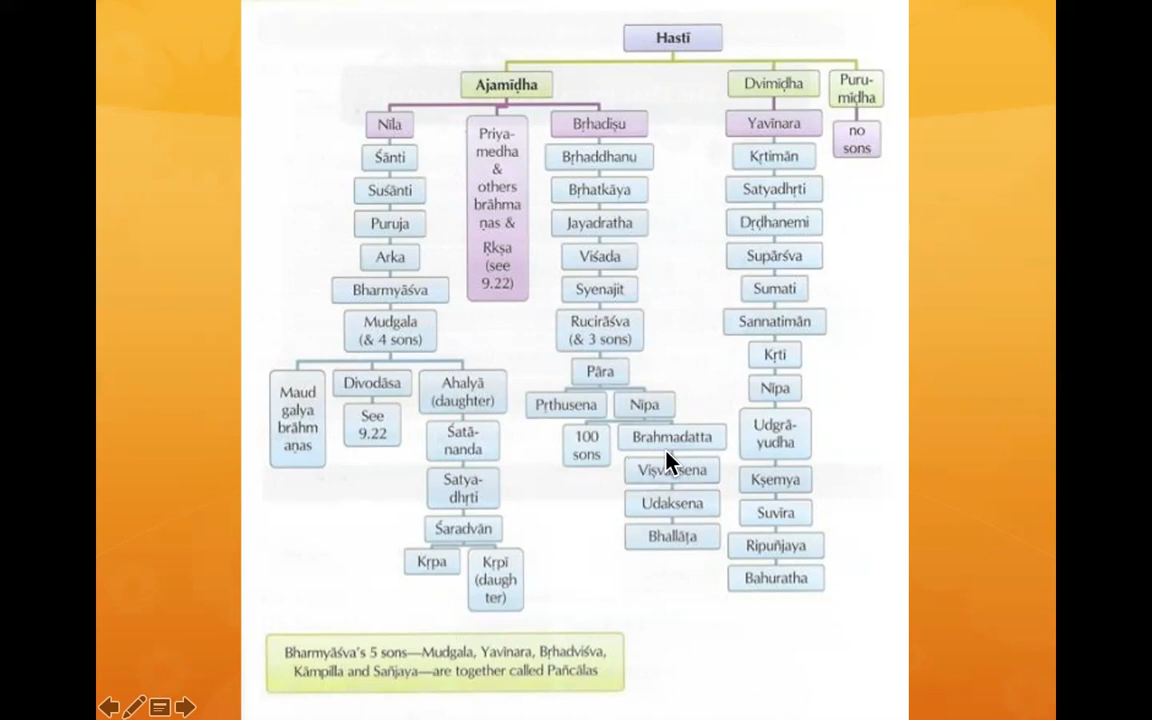 Hastī
Ajamīḍha
Dvimīḍha
Puru-
mīḍha
Nīla
Priya-
medha
&
others
brāhma
ṇas &
Ṛkṣa
(see
9.22)
Bṛhadiṣu
Yavīnara
no
sons
Śānti
Suśānti
Puruja
Arka
Bharmyāśva
Mudgala
(& 4 sons)
Maud
galya
brāhm
aṇas
Divodāsa
See
9.22
Ahalyā
(daughter)
Śatā-
nanda
Satya-
dhṛti
Śaradvān
Kṛpa
Kṛpī
(daugh
ter)
Bṛhaddhanu
Bṛhatkāya
Jayadratha
Viśada
Syenajit
Rucirāśva
(& 3 sons)
Pāra
Pṛthusena
Nīpa
100
sons
Brahmadatta
Udaksena
Bhallāṭa
Kṛtimān
Satyadhṛti
Dṛḍhanemi
Supārśva
Sumati
Sannatimān
Kṛtī
Nīpa
Udgrā-
yudha
Kṣemya
Suvīra
Ripuñjaya
Bahuratha
Bharmyāśva's 5 sons—Mudgala, Yavīnara, Bṛhadviśva,
Kāmpilla and Sañjaya—are together called Pañcālas